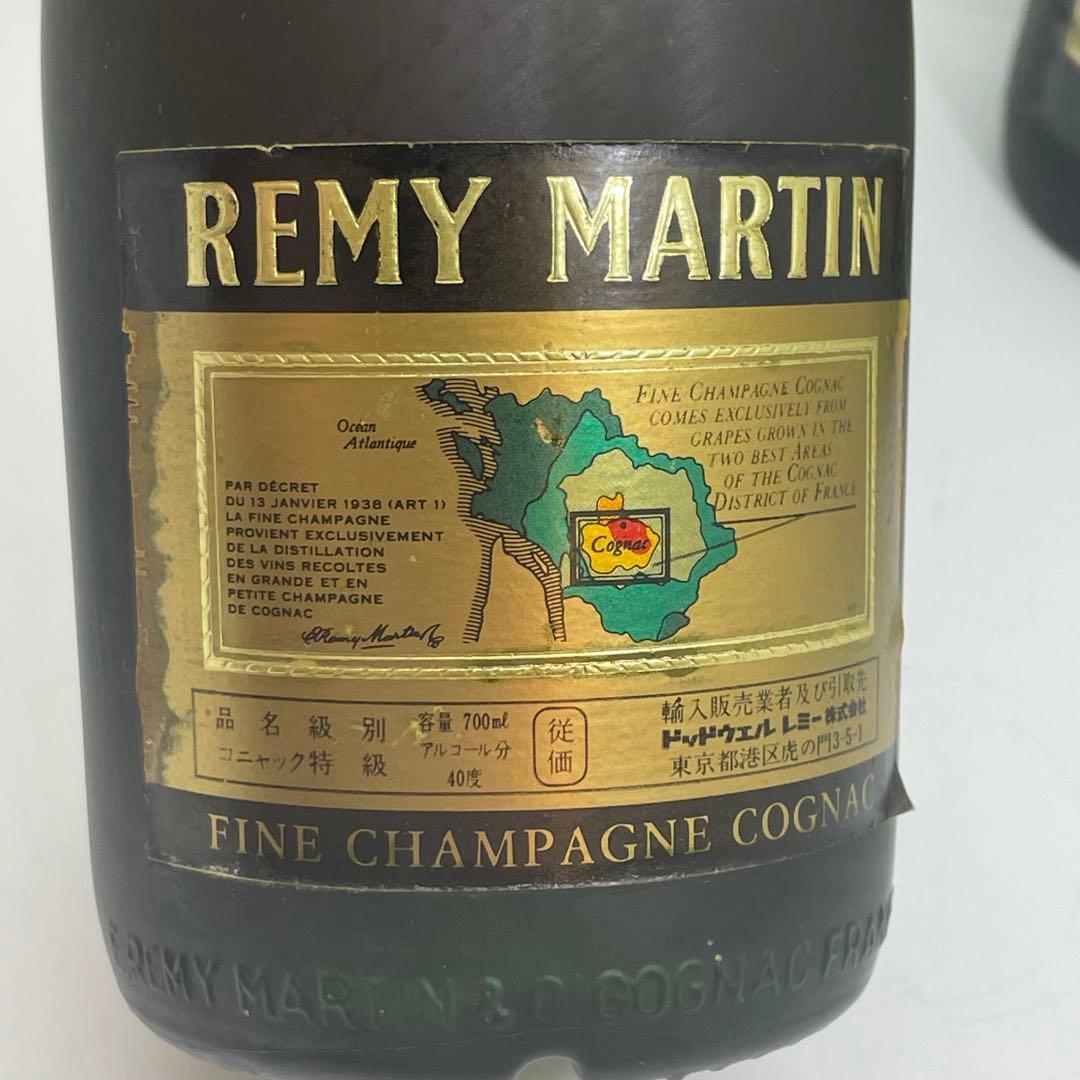 REMY MARTIN
Océan
Atlantique
FINE CHAMPAGNE COGNAC
COMES EXCLUSIVELY FROM
GRAPES GROWN IN THE
TWO BEST AREAS
OF THE COGNAC
DISTRICT OF FRANCE
PAR DÉCRET
DU 13 JANVIER 1938 (ART 1)
LA FINE CHAMPAGNE
PROVIENT EXCLUSIVEMENT
DE LA DISTILLATION
DES VINS RECOLTES
EN GRANDE ET EN
PETITE CHAMPAGNE
DE COGNAC
Cognac
E Remy Martin
品名級別
コニャック特級
容量 700ml
アルコール分
40度
従価
輸入販売業者及び引取先
ドッドウェル レミー株式会社
東京都港区虎の門3-5-1
FINE CHAMPAGNE COGNAC
E. REMY MARTIN & Co COGNAC FRAN